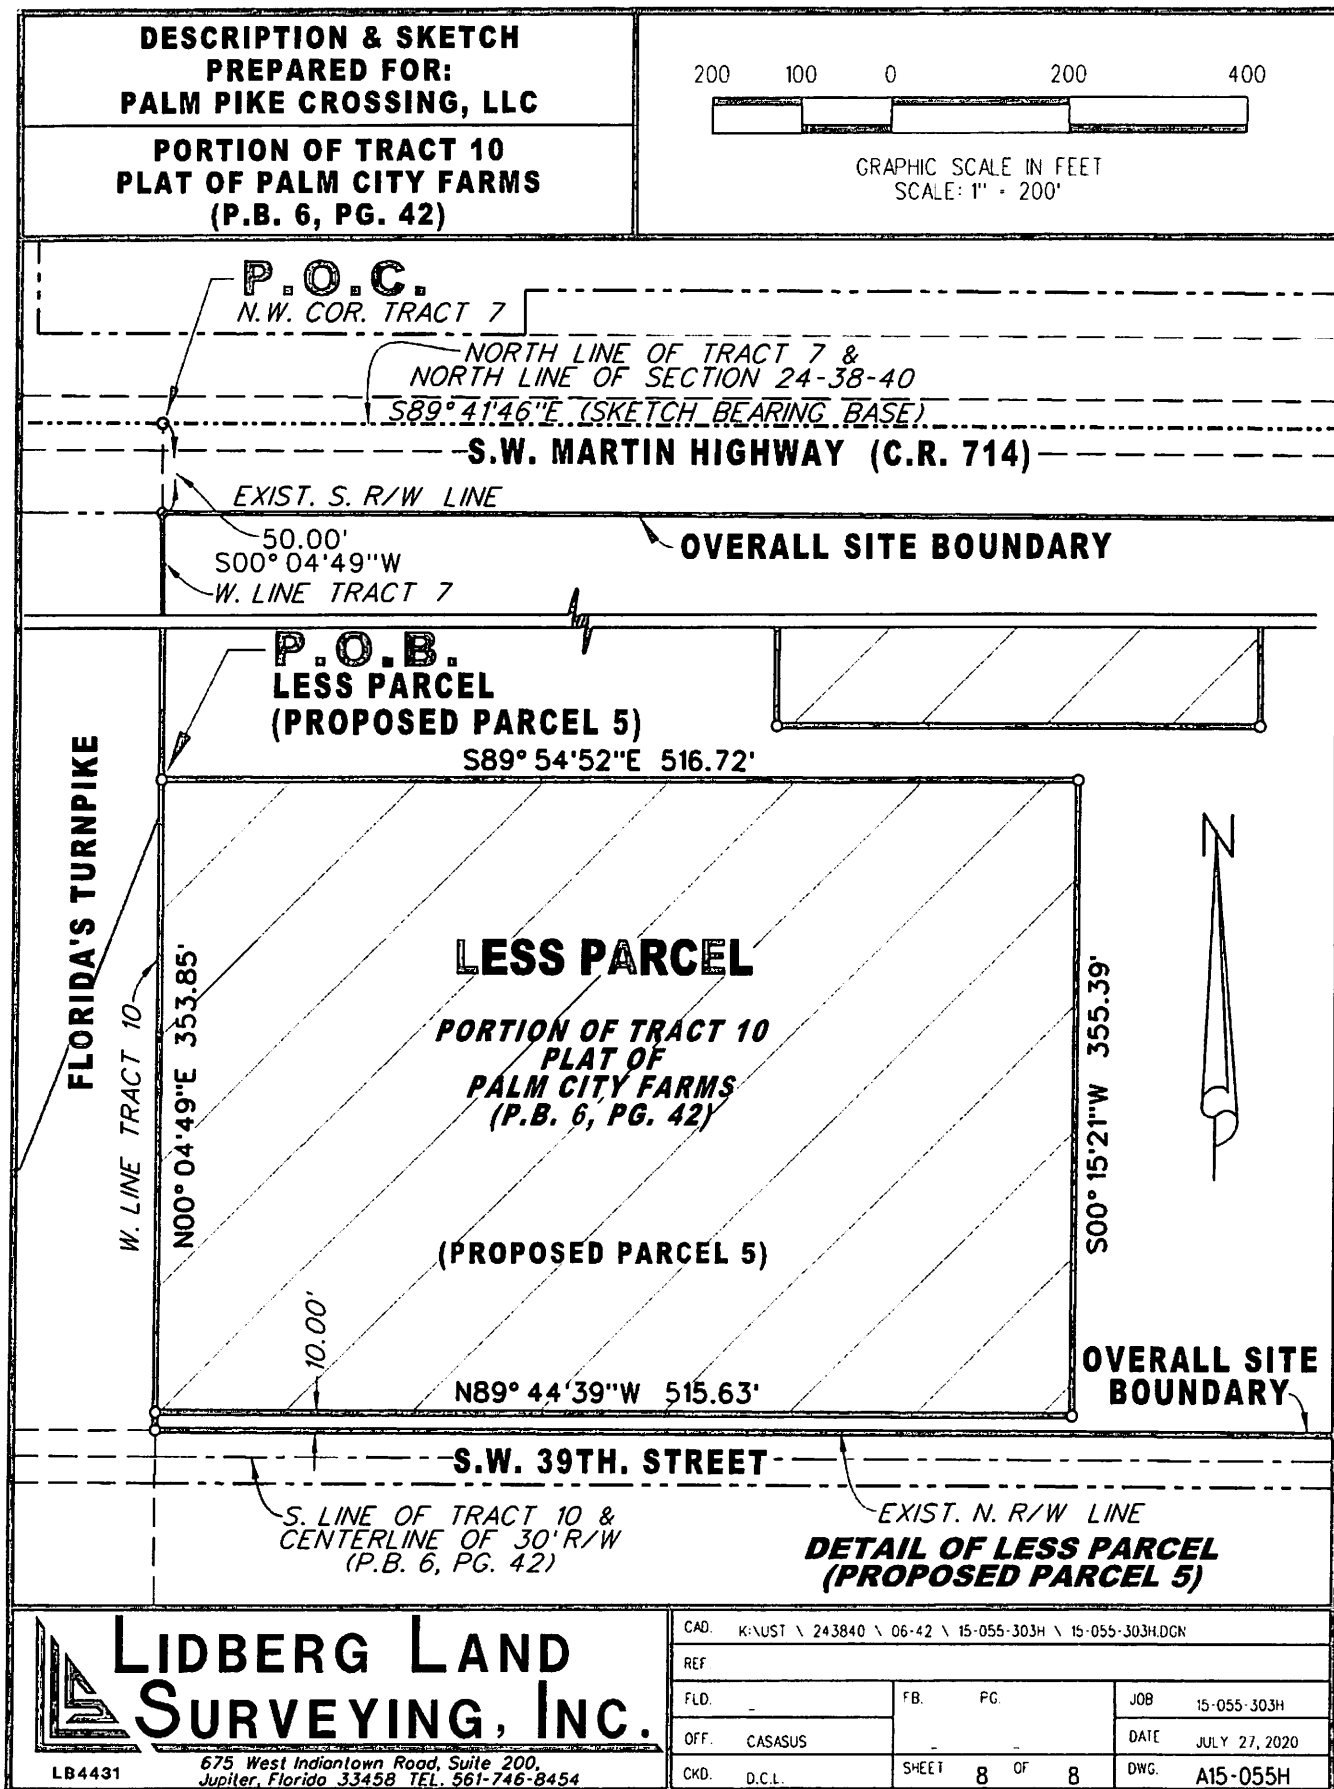 DESCRIPTION & SKETCH
PREPARED FOR:
PALM PIKE CROSSING, LLC
PORTION OF TRACT 10
PLAT OF PALM CITY FARMS
(P.B. 6, PG. 42)
200 100 0 200 400
GRAPHIC SCALE IN FEET
SCALE: 1" = 200'
P.O.C.
N.W. COR. TRACT 7
NORTH LINE OF TRACT 7 &
NORTH LINE OF SECTION 24-38-40
S89°41'46"E (SKETCH BEARING BASE)
S.W. MARTIN HIGHWAY (C.R. 714)
EXIST. S. R/W LINE
50.00'
S00°04'49"W
W. LINE TRACT 7
OVERALL SITE BOUNDARY
P.O.B.
LESS PARCEL
(PROPOSED PARCEL 5)
S89°54'52"E 516.72'
FLORIDA'S TURNPIKE
W. LINE TRACT 10
N00°04'49"E 353.85'
LESS PARCEL
PORTION OF TRACT 10
PLAT OF
PALM CITY FARMS
(P.B. 6, PG. 42)
(PROPOSED PARCEL 5)
N
S00°15'21"W 355.39'
10.00'
N89°44'39"W 515.63'
OVERALL SITE
BOUNDARY
S.W. 39TH. STREET
S. LINE OF TRACT 10 &
CENTERLINE OF 30' R/W
(P.B. 6, PG. 42)
EXIST. N. R/W LINE
DETAIL OF LESS PARCEL
(PROPOSED PARCEL 5)
LIDBERG LAND
SURVEYING, INC.
LB4431
675 West Indiantown Road, Suite 200,
Jupiter, Florida 33458 TEL. 561-746-8454
CAD. K:\UST \ 243840 \ 06-42 \ 15-055-303H \ 15-055-303H.DGN
REF
FLD. -
FB. PG.
- -
JOB 15-055-303H
OFF. CASASUS
DATE JULY 27, 2020
CKD. D.C.L.
SHEET 8 OF 8
DWG. A15-055H